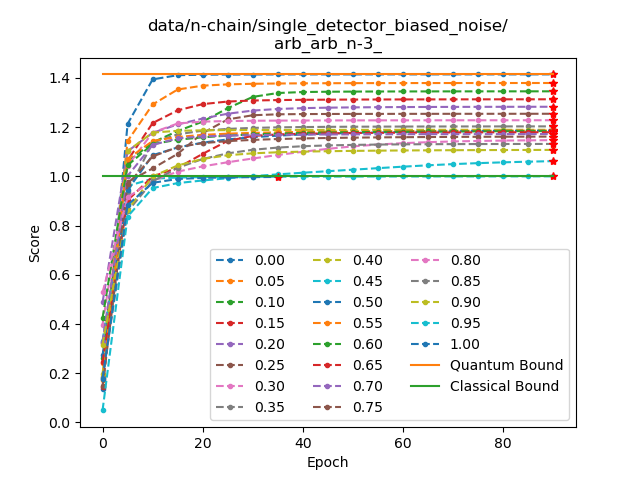 data/n-chain/single_detector_biased_noise/
arb_arb_n-3_
Score
1.4
1.2
1.0
0.8
0.6
0.4
0.2
0.0
0.00 0.40 0.80
0.05 0.45 0.85
0.10 0.50 0.90
0.15 0.55 0.95
0.20 0.60 1.00
0.25 0.65 Quantum Bound
0.30 0.70 Classical Bound
0.35 0.75
0 20 40 60 80
Epoch